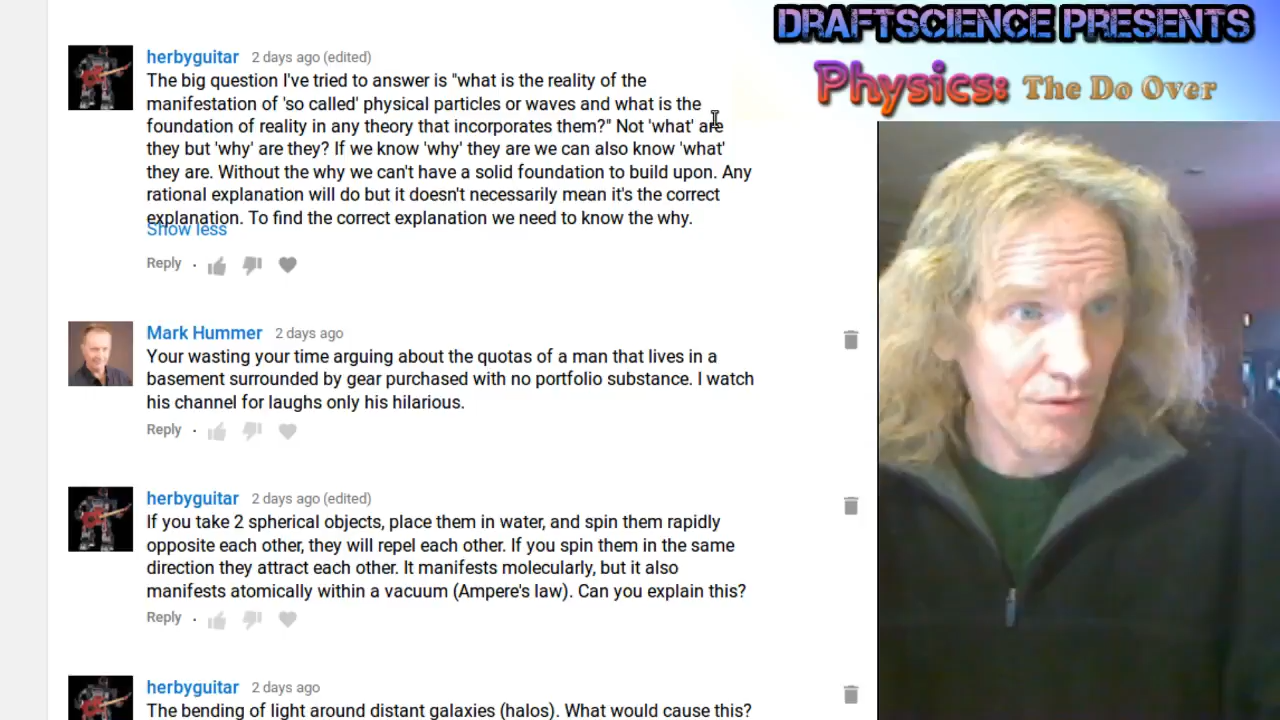 DRAFTSCIENCE PRESENTS
Physics: The Do Over
herbyguitar 2 days ago (edited)
The big question I've tried to answer is "what is the reality of the
manifestation of 'so called' physical particles or waves and what is the
foundation of reality in any theory that incorporates them?" Not 'what' are
they but 'why' are they? If we know 'why' they are we can also know 'what'
they are. Without the why we can't have a solid foundation to build upon. Any
rational explanation will do but it doesn't necessarily mean it's the correct
explanation. To find the correct explanation we need to know the why.
Show less
Reply
Mark Hummer 2 days ago
Your wasting your time arguing about the quotas of a man that lives in a
basement surrounded by gear purchased with no portfolio substance. I watch
his channel for laughs only his hilarious.
Reply
herbyguitar 2 days ago (edited)
If you take 2 spherical objects, place them in water, and spin them rapidly
opposite each other, they will repel each other. If you spin them in the same
direction they attract each other. It manifests molecularly, but it also
manifests atomically within a vacuum (Ampere's law). Can you explain this?
Reply
herbyguitar 2 days ago
The bending of light around distant galaxies (halos). What would cause this?